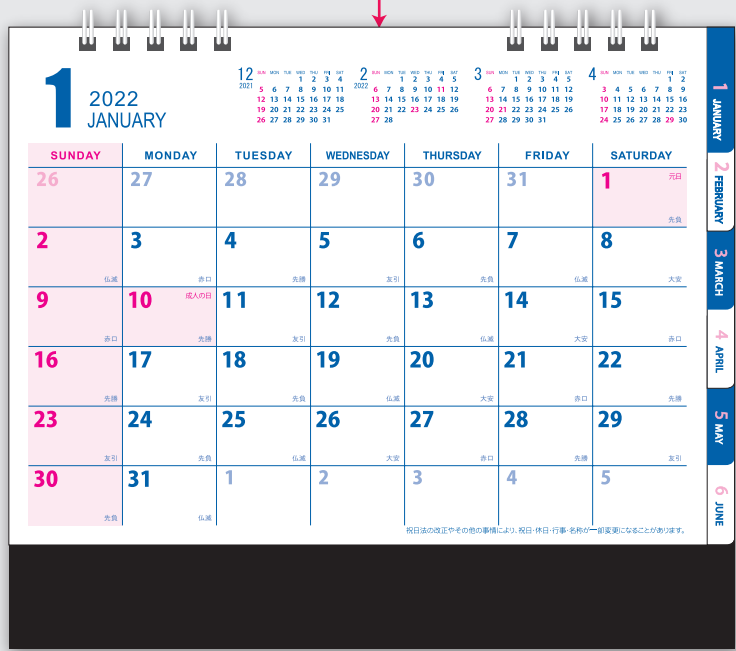 1
2022
JANUARY
12
2021
SUN MON TUE WED THU FRI SAT
1 2 3 4
5 6 7 8 9 10 11
12 13 14 15 16 17 18
19 20 21 22 23 24 25
26 27 28 29 30 31
2
2022
SUN MON TUE WED THU FRI SAT
1 2 3 4 5
6 7 8 9 10 11 12
13 14 15 16 17 18 19
20 21 22 23 24 25 26
27 28
3
SUN MON TUE WED THU FRI SAT
1 2 3 4 5
6 7 8 9 10 11 12
13 14 15 16 17 18 19
20 21 22 23 24 25 26
27 28 29 30 31
4
SUN MON TUE WED THU FRI SAT
1 2
3 4 5 6 7 8 9
10 11 12 13 14 15 16
17 18 19 20 21 22 23
24 25 26 27 28 29 30
SUNDAY MONDAY TUESDAY WEDNESDAY THURSDAY FRIDAY SATURDAY
26 27 28 29 30 31 1 元日
先負
2 3 4 5 6 7 8
仏滅 赤口 先勝 友引 先負 仏滅 大安
9 10 成人の日 11 12 13 14 15
赤口 先勝 友引 先負 仏滅 大安 赤口
16 17 18 19 20 21 22
先勝 友引 先負 仏滅 大安 赤口 先勝
23 24 25 26 27 28 29
友引 先負 仏滅 大安 赤口 先勝 友引
30 31 1 2 3 4 5
先負 仏滅
祝日法の改正やその他の事情により、祝日・休日・行事・名称が一部変更になることがあります。
1 JANUARY
2 FEBRUARY
3 MARCH
4 APRIL
5 MAY
6 JUNE